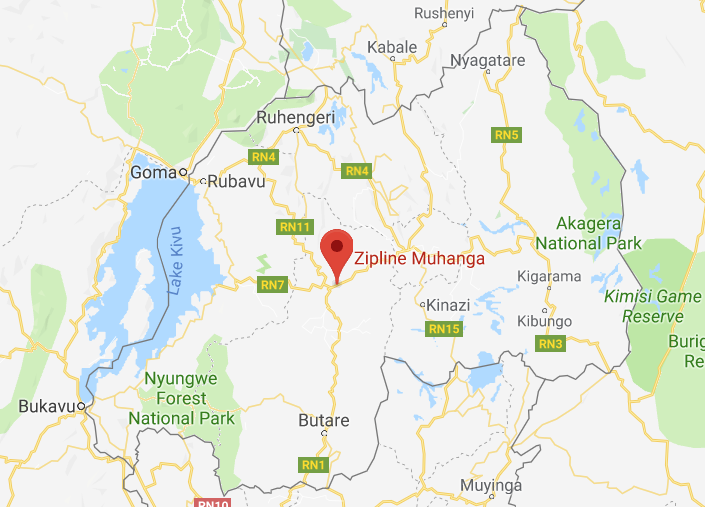 Rushenyi
Kabale
Nyagatare
Ruhengeri
RN5
RN4
RN4
Goma
Rubavu
RN11
Akagera
National Park
Lake Kivu
Zipline Muhanga
RN7
Kigarama
Kimisi Game
Reserve
Kinazi
Kibungo
RN15
RN3
Burig
Re
Nyungwe
Forest
National Park
Bukavu
Butare
RN1
Muyinga
RN10